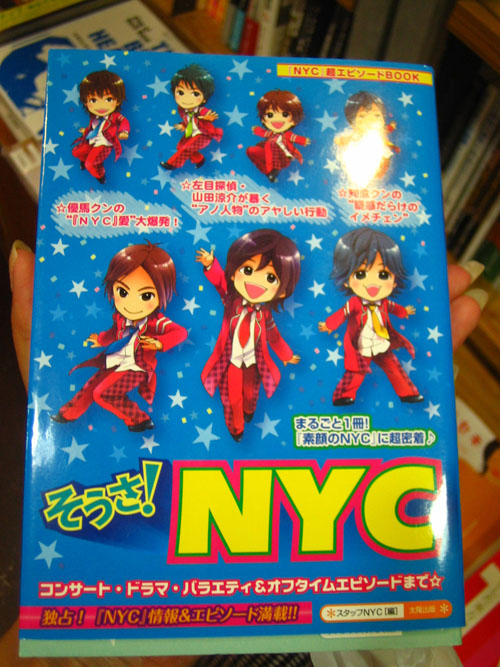 『NYC』超エピソードBOOK
☆優馬クンの
"『NYC』愛"大爆発！
☆左目探偵・
山田涼介が暴く
"アノ人物"のアヤしい行動
☆知念クンの
"疑惑だらけの
イメチェン"
まるごと1冊!
『素顔のNYC』に超密着♪
そうさ!
NYC
コンサート・ドラマ・バラエティ&オフタイムエピソードまで☆
独占！『NYC』情報&エピソード満載!!
＊スタッフNYC[編] 太陽出版＊